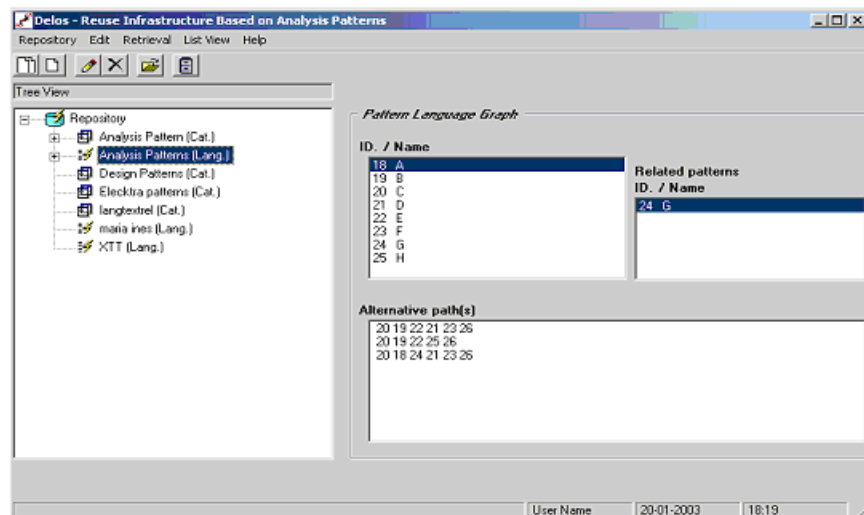 Delos - Reuse Infrastructure Based on Analysis Patterns
Repository Edit Retrieval List View Help
Tree View
Repository
Analysis Pattern (Cat.)
Analysis Patterns (Lang.)
Design Patterns (Cat.)
Elecktra patterns (Cat.)
langtextrel (Cat.)
maria ines (Lang.)
XTT (Lang.)
Pattern Language Graph
ID. / Name
18 A
19 B
20 C
21 D
22 E
23 F
24 G
25 H
Related patterns
ID. / Name
24 G
Alternative path(s)
20 19 22 21 23 26
20 19 22 25 26
20 18 24 21 23 26
User Name 20-01-2003 18:19